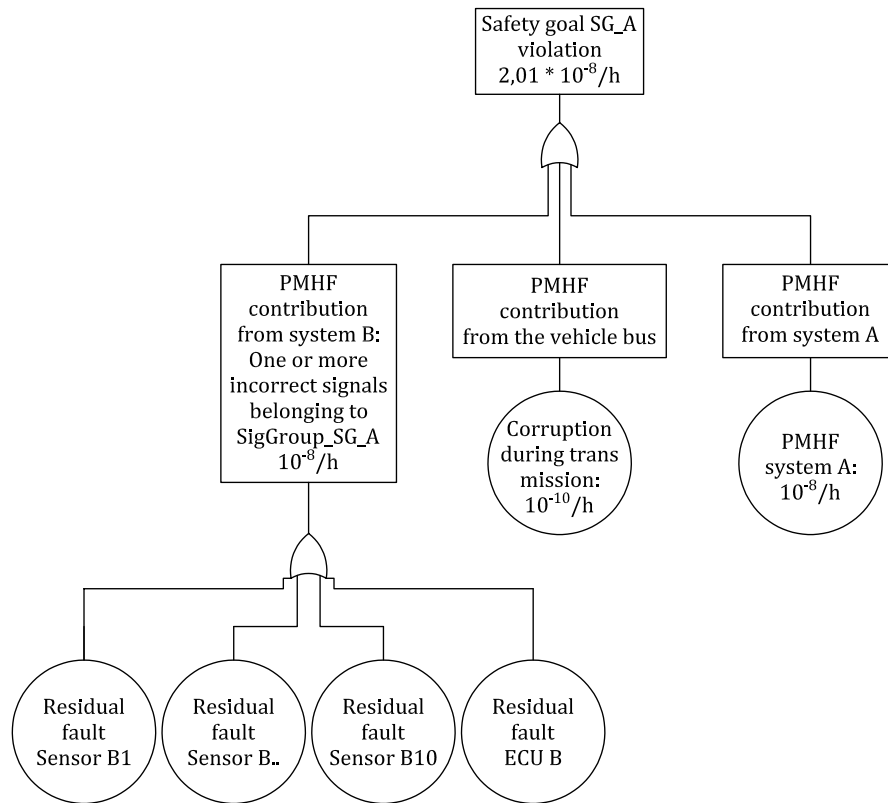 Safety goal SG_A
violation
2,01 * 10⁻⁸/h
PMHF
contribution
from system B:
One or more
incorrect signals
belonging to
SigGroup_SG_A
10⁻⁸/h
PMHF
contribution
from the vehicle bus
PMHF
contribution
from system A
Corruption
during trans
mission:
10⁻¹⁰/h
PMHF
system A:
10⁻⁸/h
Residual
fault
Sensor B1
Residual
fault
Sensor B..
Residual
fault
Sensor B10
Residual
fault
ECU B